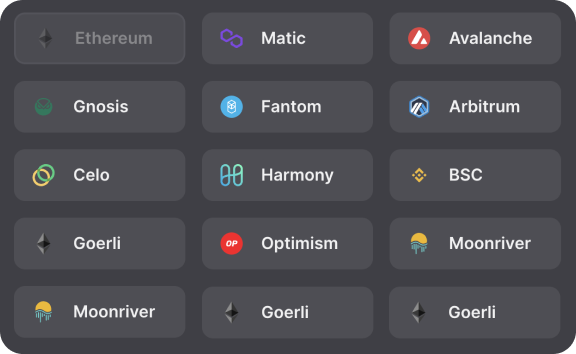 Ethereum
Matic
Avalanche
Gnosis
Fantom
Arbitrum
Celo
Harmony
BSC
Goerli
OP Optimism
Moonriver
Moonriver
Goerli
Goerli